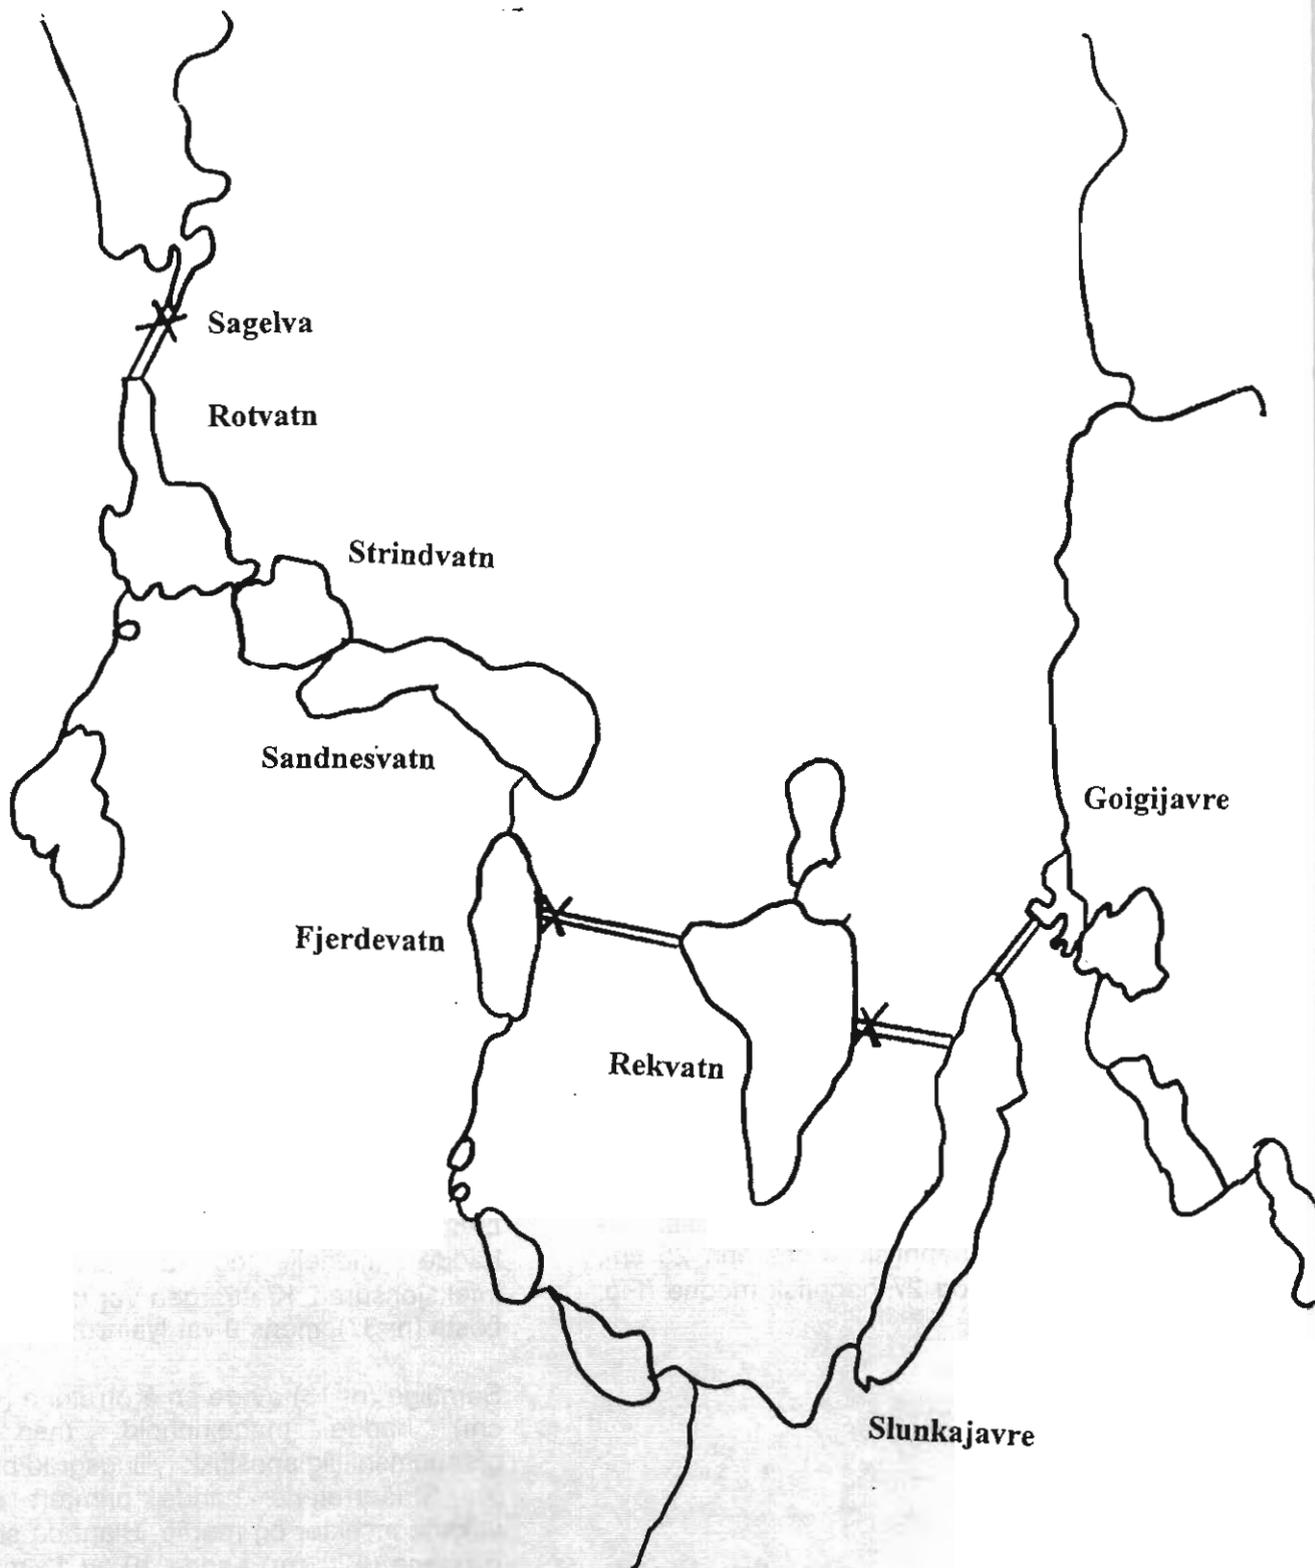 Sagelva
Rotvatn
Strindvatn
Sandnesvatn
Goigijavre
Fjerdevatn
Rekvatn
Slunkajavre